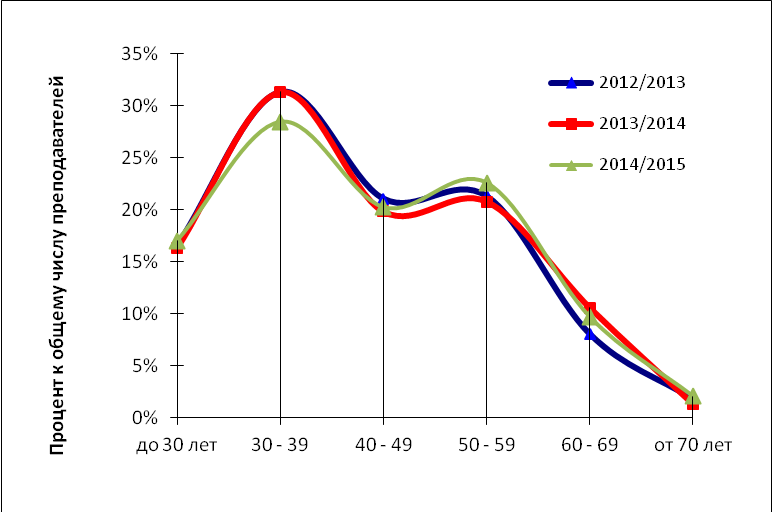 Процент к общему числу преподавателей
35%
30%
25%
20%
15%
10%
5%
0%
2012/2013
2013/2014
2014/2015
до 30 лет
30 - 39
40 - 49
50 - 59
60 - 69
от 70 лет